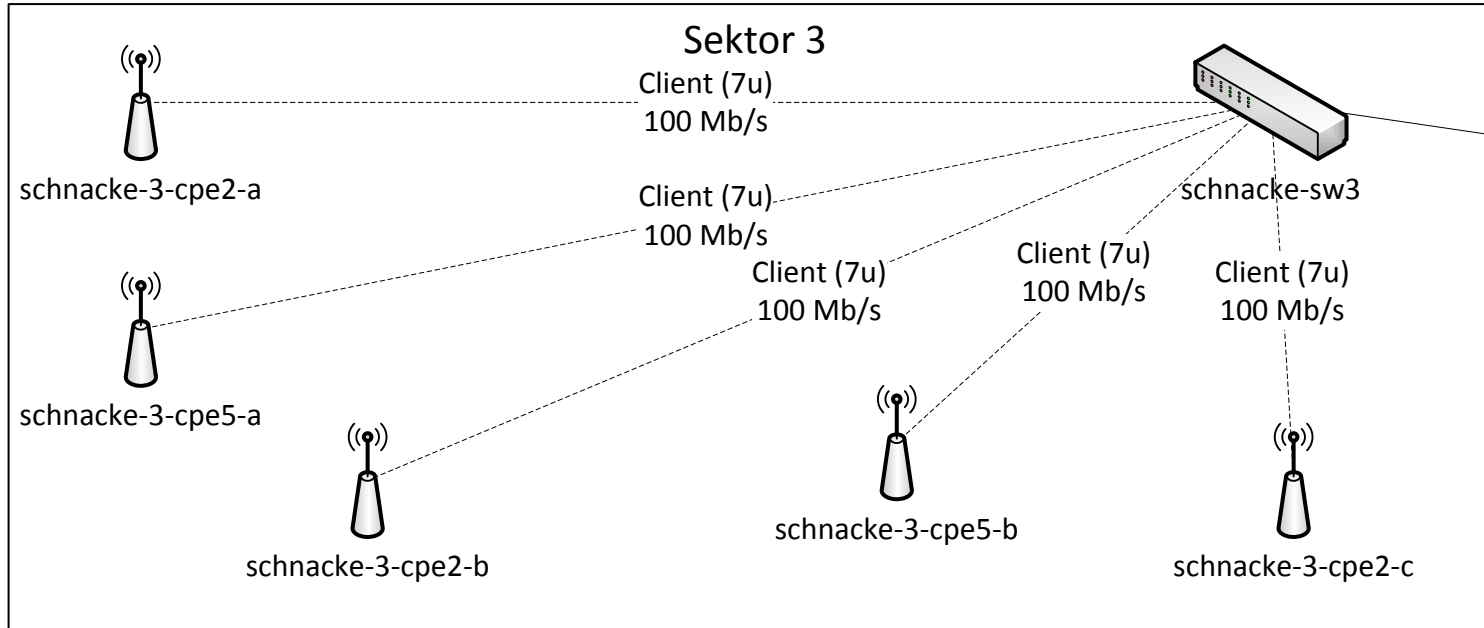 Sektor 3
Client (7u)
100 Mb/s
schnacke-3-cpe2-a
schnacke-sw3
Client (7u)
100 Mb/s
Client (7u)
100 Mb/s
Client (7u)
100 Mb/s
Client (7u)
100 Mb/s
schnacke-3-cpe5-a
schnacke-3-cpe5-b
schnacke-3-cpe2-b
schnacke-3-cpe2-c